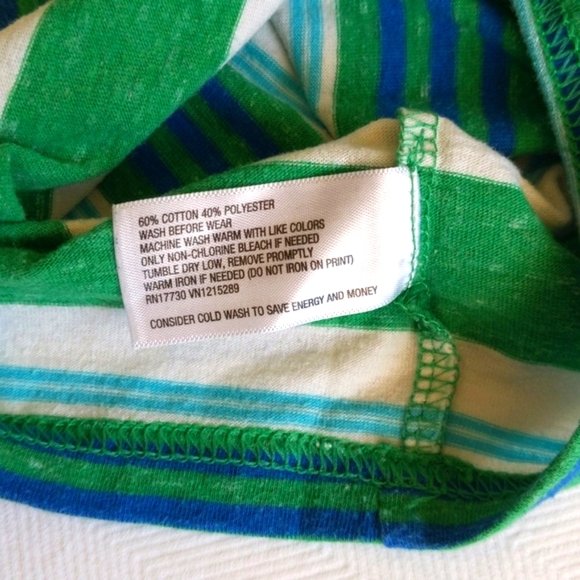 60% COTTON 40% POLYESTER
WASH BEFORE WEAR
MACHINE WASH WARM WITH LIKE COLORS
ONLY NON-CHLORINE BLEACH IF NEEDED
TUMBLE DRY LOW, REMOVE PROMPTLY
WARM IRON IF NEEDED (DO NOT IRON ON PRINT)
RN17730 VN1215289
CONSIDER COLD WASH TO SAVE ENERGY AND MONEY